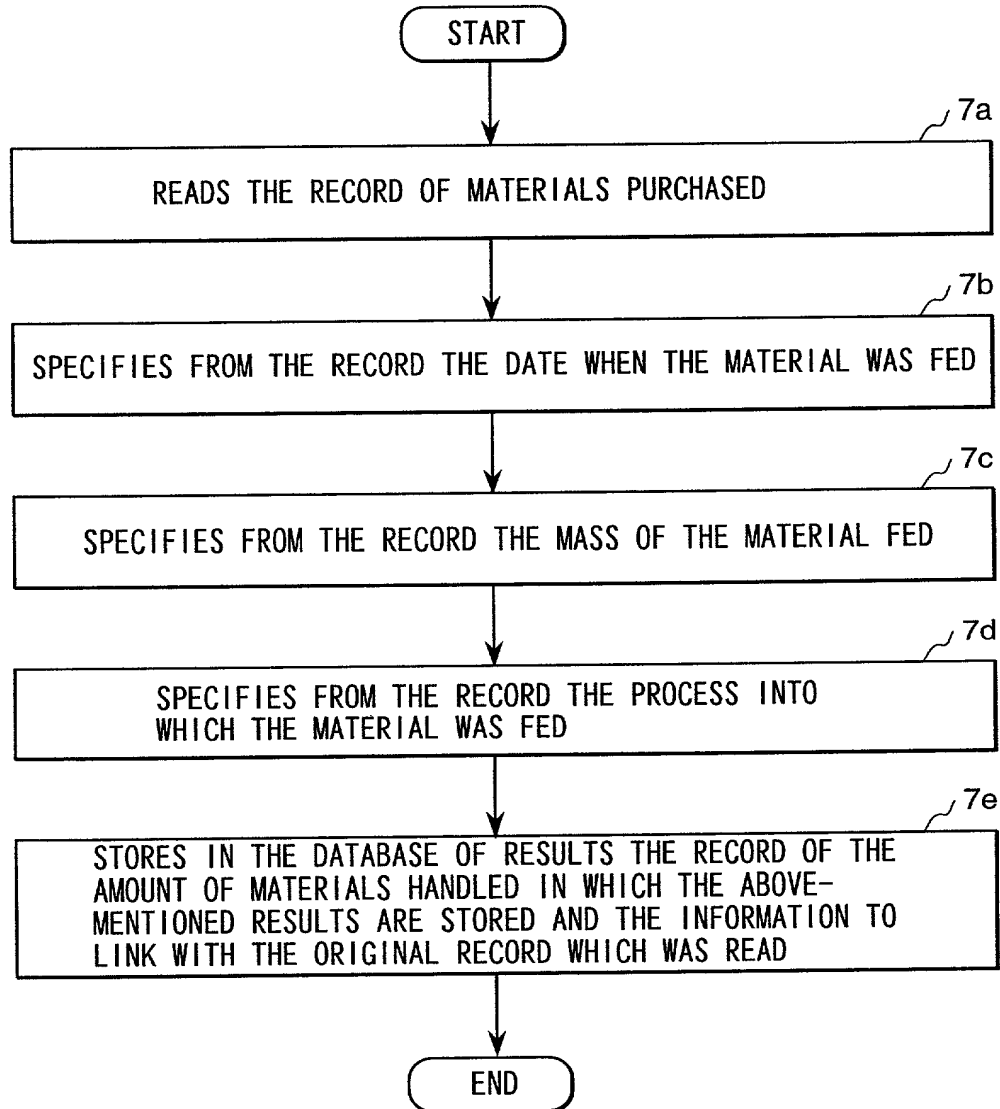 START
7a
READS THE RECORD OF MATERIALS PURCHASED
7b
SPECIFIES FROM THE RECORD THE DATE WHEN THE MATERIAL WAS FED
7c
SPECIFIES FROM THE RECORD THE MASS OF THE MATERIAL FED
7d
SPECIFIES FROM THE RECORD THE PROCESS INTO
WHICH THE MATERIAL WAS FED
7e
STORES IN THE DATABASE OF RESULTS THE RECORD OF THE
AMOUNT OF MATERIALS HANDLED IN WHICH THE ABOVE-
MENTIONED RESULTS ARE STORED AND THE INFORMATION TO
LINK WITH THE ORIGINAL RECORD WHICH WAS READ
END